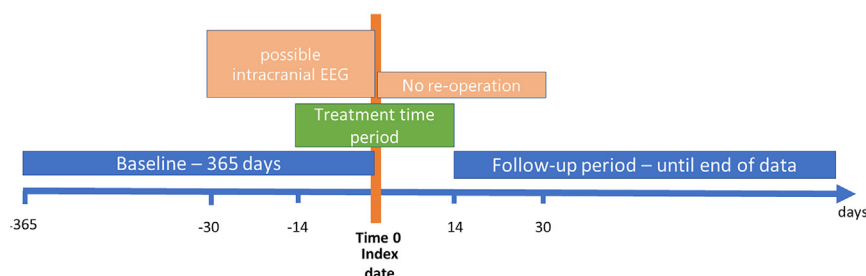 possible
intracranial EEG
No re-operation
Treatment time
period
Baseline – 365 days
Follow-up period – until end of data
-365
-30
-14
14
30
days
Time 0
Index
date